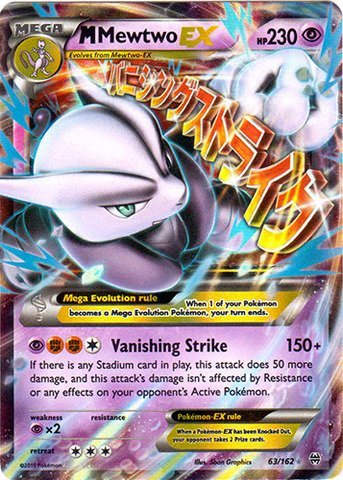 MEGA
M Mewtwo EX
HP230
Evolves from Mewtwo-EX
バニシングストライク
Mega Evolution rule
When 1 of your Pokémon
becomes a Mega Evolution Pokémon, your turn ends.
Vanishing Strike 150+
If there is any Stadium card in play, this attack does 50 more
damage, and this attack's damage isn't affected by Resistance
or any effects on your opponent's Active Pokémon.
weakness
resistance
×2
retreat
Pokémon-EX rule
When a Pokémon-EX has been Knocked Out,
your opponent takes 2 Prize cards.
©2015 Pokémon
Illus. 5ban Graphics
63/162